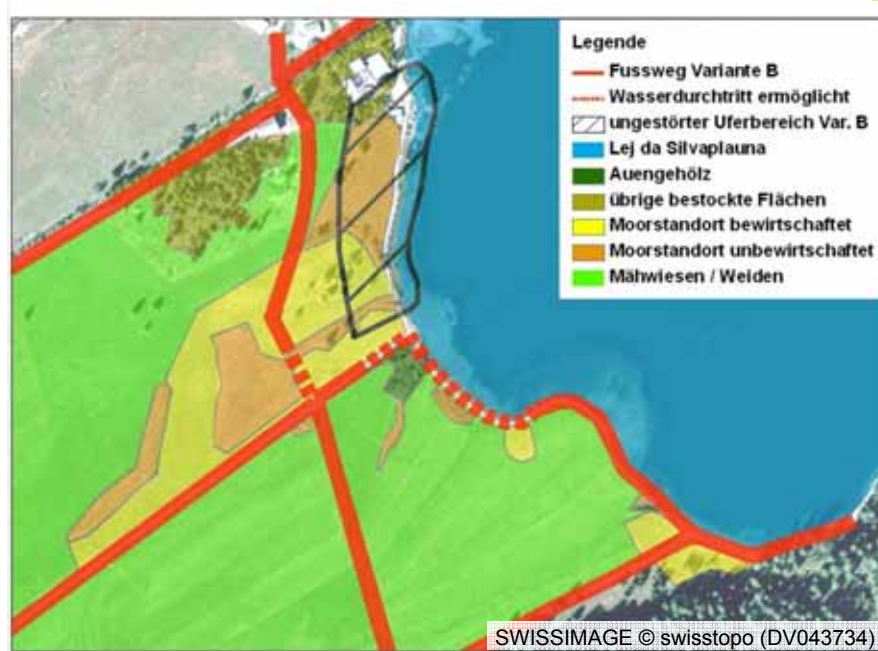 Legende
Fussweg Variante B
Wasserdurchtritt ermöglicht
ungestörter Uferbereich Var. B
Lej da Silvaplauna
Auengehölz
übrige bestockte Flächen
Moorstandort bewirtschaftet
Moorstandort unbewirtschaftet
Mähwiesen / Weiden
SWISSIMAGE © swisstopo (DV043734)